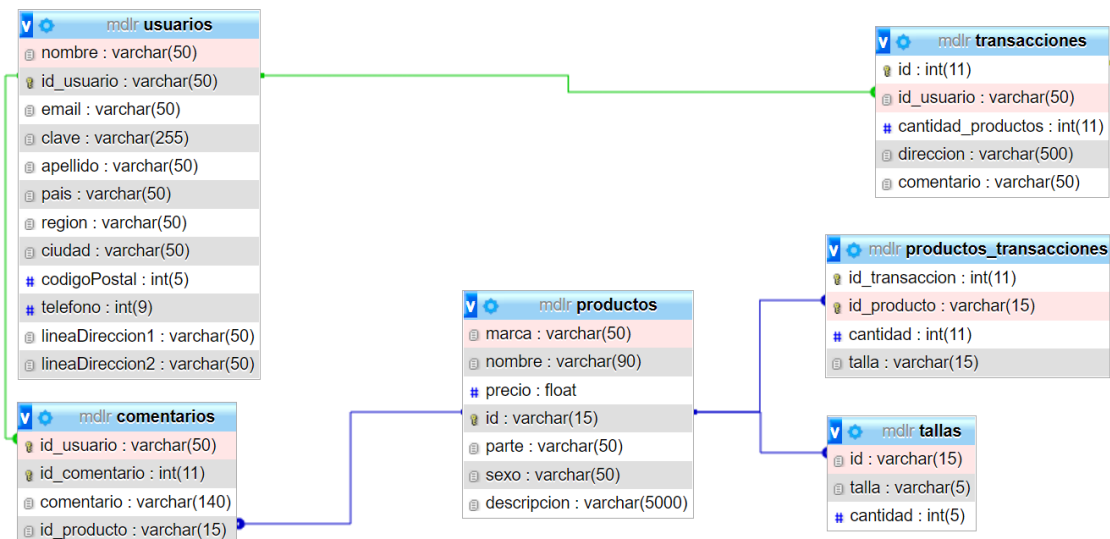 mdlr usuarios
nombre : varchar(50)
id_usuario : varchar(50)
email : varchar(50)
clave : varchar(255)
apellido : varchar(50)
pais : varchar(50)
region : varchar(50)
ciudad : varchar(50)
# codigoPostal : int(5)
# telefono : int(9)
lineaDireccion1 : varchar(50)
lineaDireccion2 : varchar(50)
mdlr comentarios
id_usuario : varchar(50)
id_comentario : int(11)
comentario : varchar(140)
id_producto : varchar(15)
mdlr productos
marca : varchar(50)
nombre : varchar(90)
# precio : float
id : varchar(15)
parte : varchar(50)
sexo : varchar(50)
descripcion : varchar(5000)
mdlr transacciones
id : int(11)
id_usuario : varchar(50)
# cantidad_productos : int(11)
direccion : varchar(500)
comentario : varchar(50)
mdlr productos_transacciones
id_transaccion : int(11)
id_producto : varchar(15)
# cantidad : int(11)
talla : varchar(15)
mdlr tallas
id : varchar(15)
talla : varchar(5)
# cantidad : int(5)